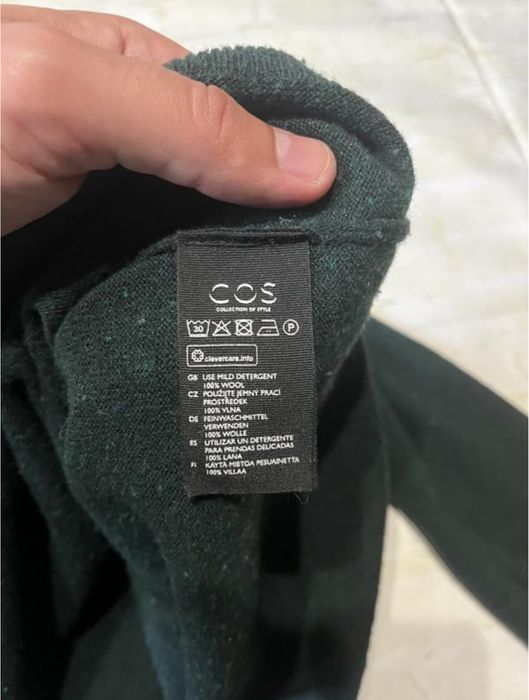 COS
COLLECTION OF STYLE
30 P
clevercare.info
GB USE MILD DETERGENT
100% WOOL
CZ POUŽIJTE JEMNÝ PRACÍ
PROSTŘEDEK
100% VLNA
DE FEINWASCHMITTEL
VERWENDEN
100% WOLLE
ES UTILIZAR UN DETERGENTE
PARA PRENDAS DELICADAS
100% LANA
FI KÄYTÄ MIETOA PESUAINETTA
100% VILLAA